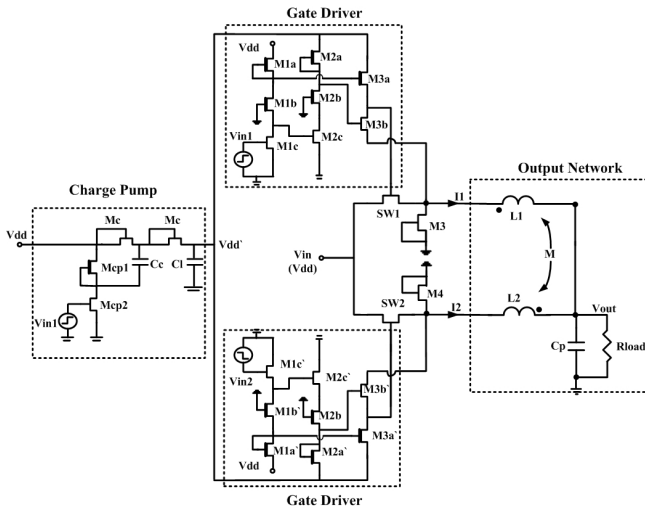 Gate Driver
Vdd
M1a
M2a
M3a
M1b
M2b
M3b
Vin1
M1c
M2c
Output Network
Charge Pump
I1
L1
SW1
M3
Mc
Mc
Vdd
Vdd`
Vin
(Vdd)
M
Mcp1
Cc
Cl
M4
SW2
I2
L2
Vout
Mcp2
Vin1
Cp
Rload
M1c`
M2c`
Vin2
M3b`
M1b`
M2b
M3a`
M1a`
M2a`
Vdd
Gate Driver